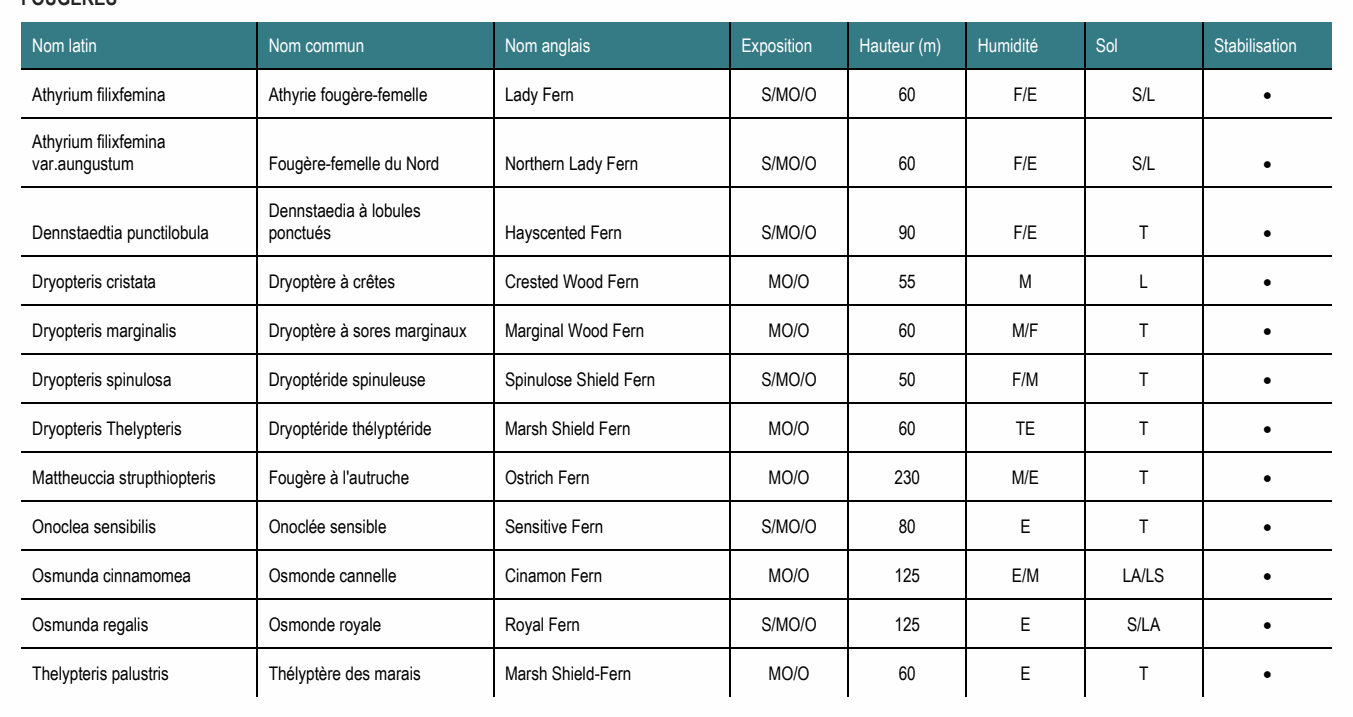 FOUGÈRES
Nom latin Nom commun Nom anglais Exposition Hauteur (m) Humidité Sol Stabilisation
Athyrium filixfemina Athyrie fougère-femelle Lady Fern S/MO/O 60 F/E S/L •
Athyrium filixfemina
var.aungustum Fougère-femelle du Nord Northern Lady Fern S/MO/O 60 F/E S/L •
Dennstaedia à lobules
Dennstaedtia punctilobula ponctués Hayscented Fern S/MO/O 90 F/E T •
Dryopteris cristata Dryoptère à crêtes Crested Wood Fern MO/O 55 M L •
Dryopteris marginalis Dryoptère à sores marginaux Marginal Wood Fern MO/O 60 M/F T •
Dryopteris spinulosa Dryoptéride spinuleuse Spinulose Shield Fern S/MO/O 50 F/M T •
Dryopteris Thelypteris Dryoptéride thélyptéride Marsh Shield Fern MO/O 60 TE T •
Mattheuccia strupthiopteris Fougère à l'autruche Ostrich Fern MO/O 230 M/E T •
Onoclea sensibilis Onoclée sensible Sensitive Fern S/MO/O 80 E T •
Osmunda cinnamomea Osmonde cannelle Cinamon Fern MO/O 125 E/M LA/LS •
Osmunda regalis Osmonde royale Royal Fern S/MO/O 125 E S/LA •
Thelypteris palustris Thélyptère des marais Marsh Shield-Fern MO/O 60 E T •